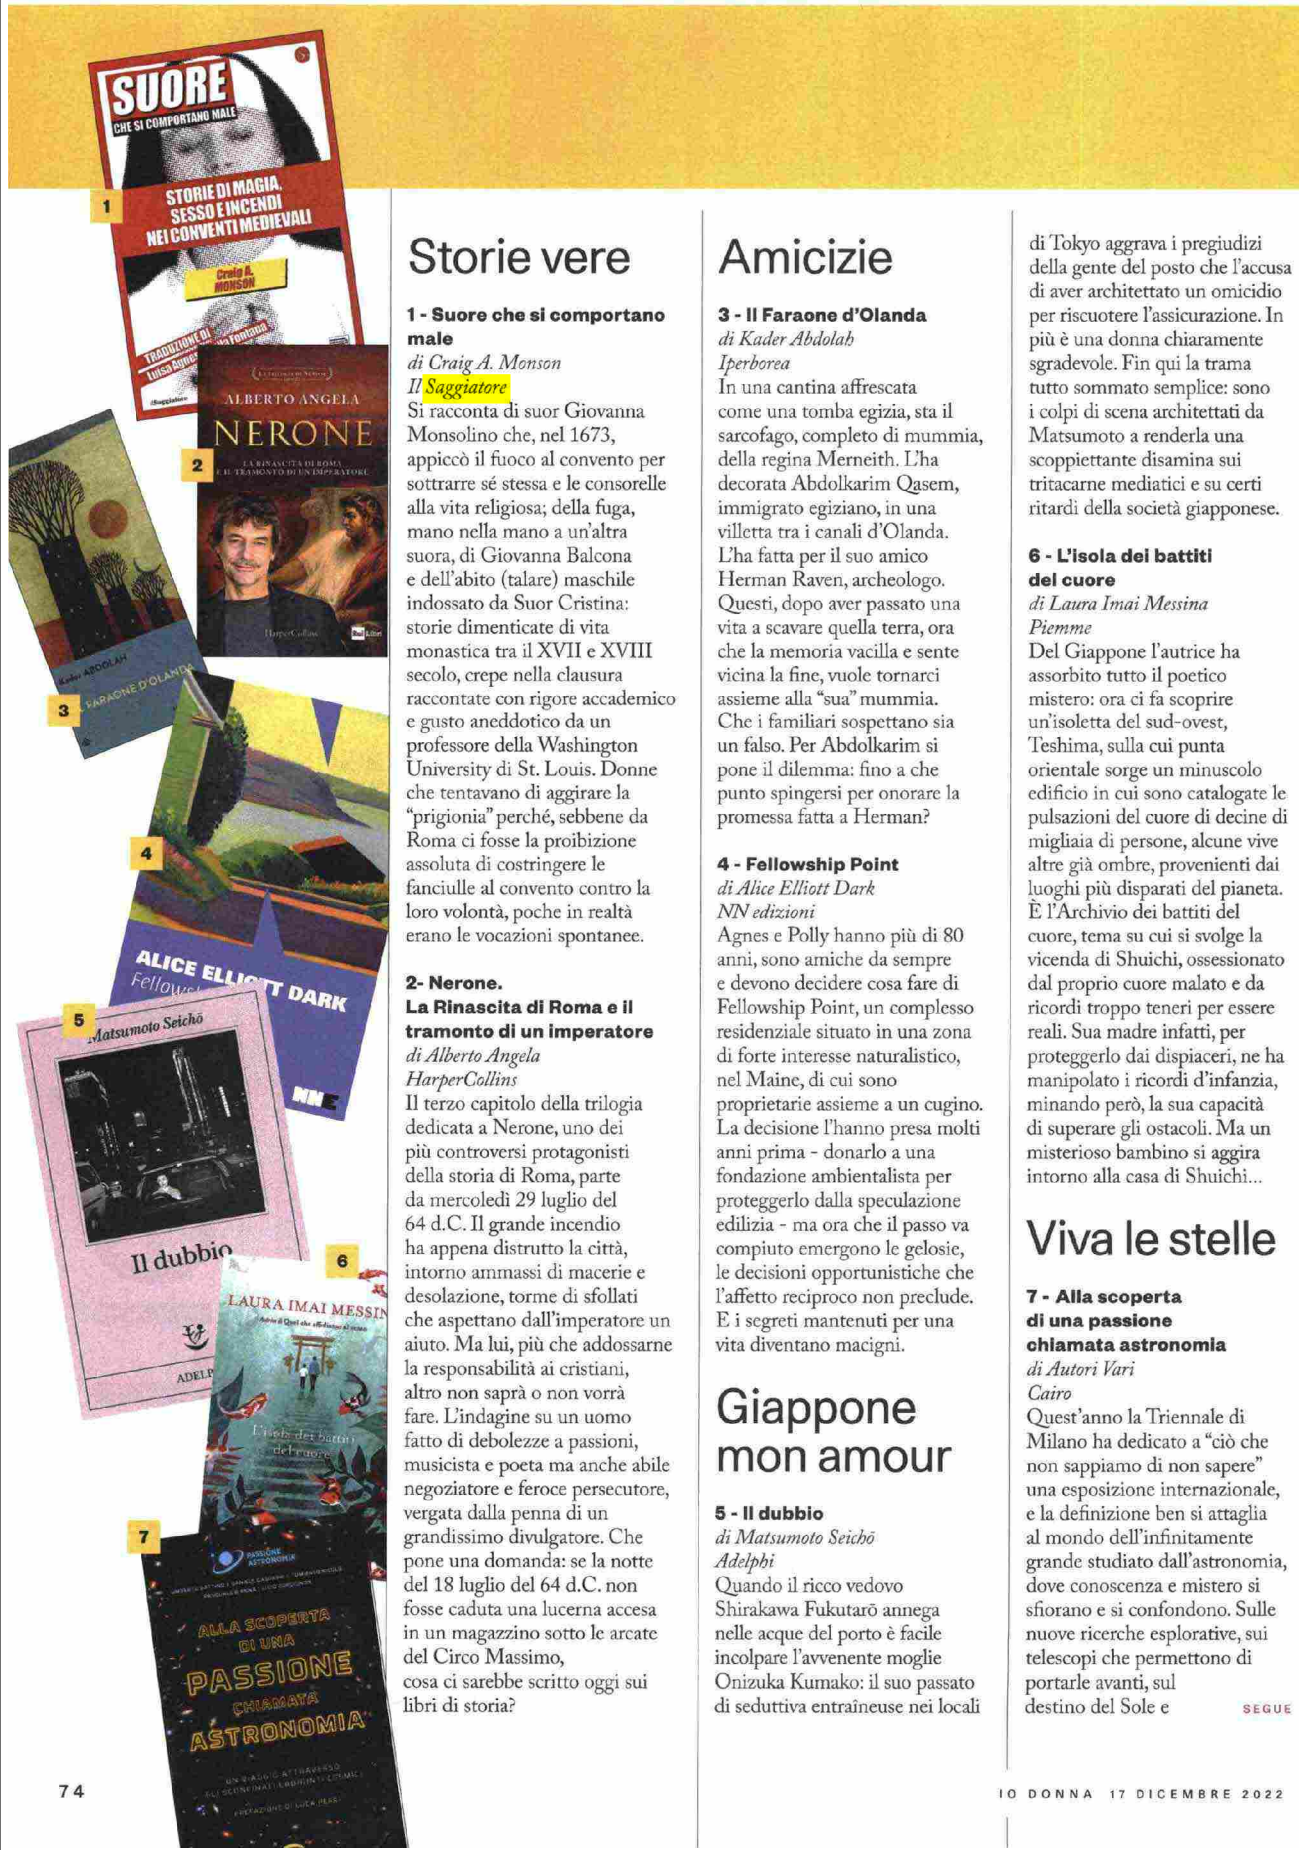 SUORE
CHE SI COMPORTANO MALE
STORIE DI MAGIA,
SESSO E INCENDI
NEI CONVENTI MEDIEVALI
Craig A.
MONSON
TRADUZIONE DI
1
ALBERTO ANGELA
NERONE
LA RINASCITA DI ROMA
E IL TRAMONTO DI UN IMPERATORE
HarperCollins
Rai Libri
2
Kader ABDOLAH
FARAONE D'OLANDA
3
4
ALICE ELLIOTT DARK
NNE
5
Matsumoto Seichō
Il dubbio
6
LAURA IMAI MESSIN
L'isola dei battiti
del cuore
7
PASSIONE
ASTRONOMIA
ALLA SCOPERTA
DI UNA
PASSIONE
CHIAMATA
ASTRONOMIA
UN VIAGGIO ATTRAVERSO
Storie vere
1 - Suore che si comportano
male
di Craig A. Monson
Il Saggiatore
Si racconta di suor Giovanna
Monsolino che, nel 1673,
appiccò il fuoco al convento per
sottrarre sé stessa e le consorelle
alla vita religiosa; della fuga,
mano nella mano a un'altra
suora, di Giovanna Balcona
e dell'abito (talare) maschile
indossato da Suor Cristina:
storie dimenticate di vita
monastica tra il XVII e XVIII
secolo, crepe nella clausura
raccontate con rigore accademico
e gusto aneddotico da un
professore della Washington
University di St. Louis. Donne
che tentavano di aggirare la
"prigionia" perché, sebbene da
Roma ci fosse la proibizione
assoluta di costringere le
fanciulle al convento contro la
loro volontà, poche in realtà
erano le vocazioni spontanee.
2- Nerone.
La Rinascita di Roma e il
tramonto di un imperatore
di Alberto Angela
HarperCollins
Il terzo capitolo della trilogia
dedicata a Nerone, uno dei
più controversi protagonisti
della storia di Roma, parte
da mercoledì 29 luglio del
64 d.C. Il grande incendio
ha appena distrutto la città,
intorno ammassi di macerie e
desolazione, torme di sfollati
che aspettano dall'imperatore un
aiuto. Ma lui, più che addossarne
la responsabilità ai cristiani,
altro non saprà o non vorrà
fare. L'indagine su un uomo
fatto di debolezze a passioni,
musicista e poeta ma anche abile
negoziatore e feroce persecutore,
vergata dalla penna di un
grandissimo divulgatore. Che
pone una domanda: se la notte
del 18 luglio del 64 d.C. non
fosse caduta una lucerna accesa
in un magazzino sotto le arcate
del Circo Massimo,
cosa ci sarebbe scritto oggi sui
libri di storia?
Amicizie
3 - Il Faraone d'Olanda
di Kader Abdolah
Iperborea
In una cantina affrescata
come una tomba egizia, sta il
sarcofago, completo di mummia,
della regina Merneith. L'ha
decorata Abdolkarim Qasem,
immigrato egiziano, in una
villetta tra i canali d'Olanda.
L'ha fatta per il suo amico
Herman Raven, archeologo.
Questi, dopo aver passato una
vita a scavare quella terra, ora
che la memoria vacilla e sente
vicina la fine, vuole tornarci
assieme alla "sua" mummia.
Che i familiari sospettano sia
un falso. Per Abdolkarim si
pone il dilemma: fino a che
punto spingersi per onorare la
promessa fatta a Herman?
4 - Fellowship Point
di Alice Elliott Dark
NN edizioni
Agnes e Polly hanno più di 80
anni, sono amiche da sempre
e devono decidere cosa fare di
Fellowship Point, un complesso
residenziale situato in una zona
di forte interesse naturalistico,
nel Maine, di cui sono
proprietarie assieme a un cugino.
La decisione l'hanno presa molti
anni prima - donarlo a una
fondazione ambientalista per
proteggerlo dalla speculazione
edilizia - ma ora che il passo va
compiuto emergono le gelosie,
le decisioni opportunistiche che
l'affetto reciproco non preclude.
E i segreti mantenuti per una
vita diventano macigni.
Giappone
mon amour
5 - Il dubbio
di Matsumoto Seichō
Adelphi
Quando il ricco vedovo
Shirakawa Fukutarō annega
nelle acque del porto è facile
incolpare l'avvenente moglie
Onizuka Kumako: il suo passato
di seduttiva entraîneuse nei locali
di Tokyo aggrava i pregiudizi
della gente del posto che l'accusa
di aver architettato un omicidio
per riscuotere l'assicurazione. In
più è una donna chiaramente
sgradevole. Fin qui la trama
tutto sommato semplice: sono
i colpi di scena architettati da
Matsumoto a renderla una
scoppiettante disamina sui
tritacarne mediatici e su certi
ritardi della società giapponese.
6 - L'isola dei battiti
del cuore
di Laura Imai Messina
Piemme
Del Giappone l'autrice ha
assorbito tutto il poetico
mistero: ora ci fa scoprire
un'isoletta del sud-ovest,
Teshima, sulla cui punta
orientale sorge un minuscolo
edificio in cui sono catalogate le
pulsazioni del cuore di decine di
migliaia di persone, alcune vive
altre già ombre, provenienti dai
luoghi più disparati del pianeta.
È l'Archivio dei battiti del
cuore, tema su cui si svolge la
vicenda di Shuichi, ossessionato
dal proprio cuore malato e da
ricordi troppo teneri per essere
reali. Sua madre infatti, per
proteggerlo dai dispiaceri, ne ha
manipolato i ricordi d'infanzia,
minando però, la sua capacità
di superare gli ostacoli. Ma un
misterioso bambino si aggira
intorno alla casa di Shuichi...
Viva le stelle
7 - Alla scoperta
di una passione
chiamata astronomia
di Autori Vari
Cairo
Quest'anno la Triennale di
Milano ha dedicato a "ciò che
non sappiamo di non sapere"
una esposizione internazionale,
e la definizione ben si attaglia
al mondo dell'infinitamente
grande studiato dall'astronomia,
dove conoscenza e mistero si
sfiorano e si confondono. Sulle
nuove ricerche esplorative, sui
telescopi che permettono di
portarle avanti, sul
destino del Sole e
SEGUE
74
IO DONNA 17 DICEMBRE 2022